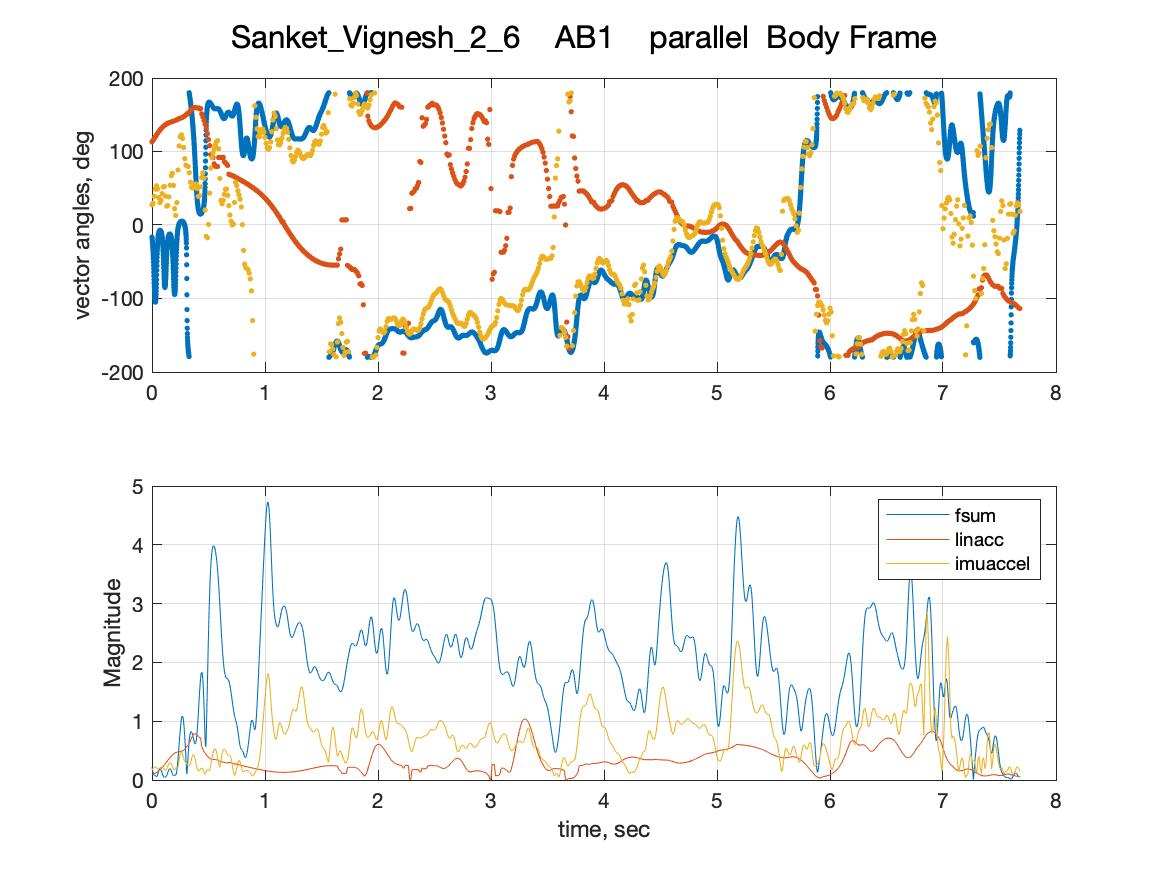 Sanket_Vignesh_2_6 AB1 parallel Body Frame
200
100
0
-100
-200
vector angles, deg
0 1 2 3 4 5 6 7 8
5
4
3
2
1
0
Magnitude
fsum
linacc
imuaccel
0 1 2 3 4 5 6 7 8
time, sec